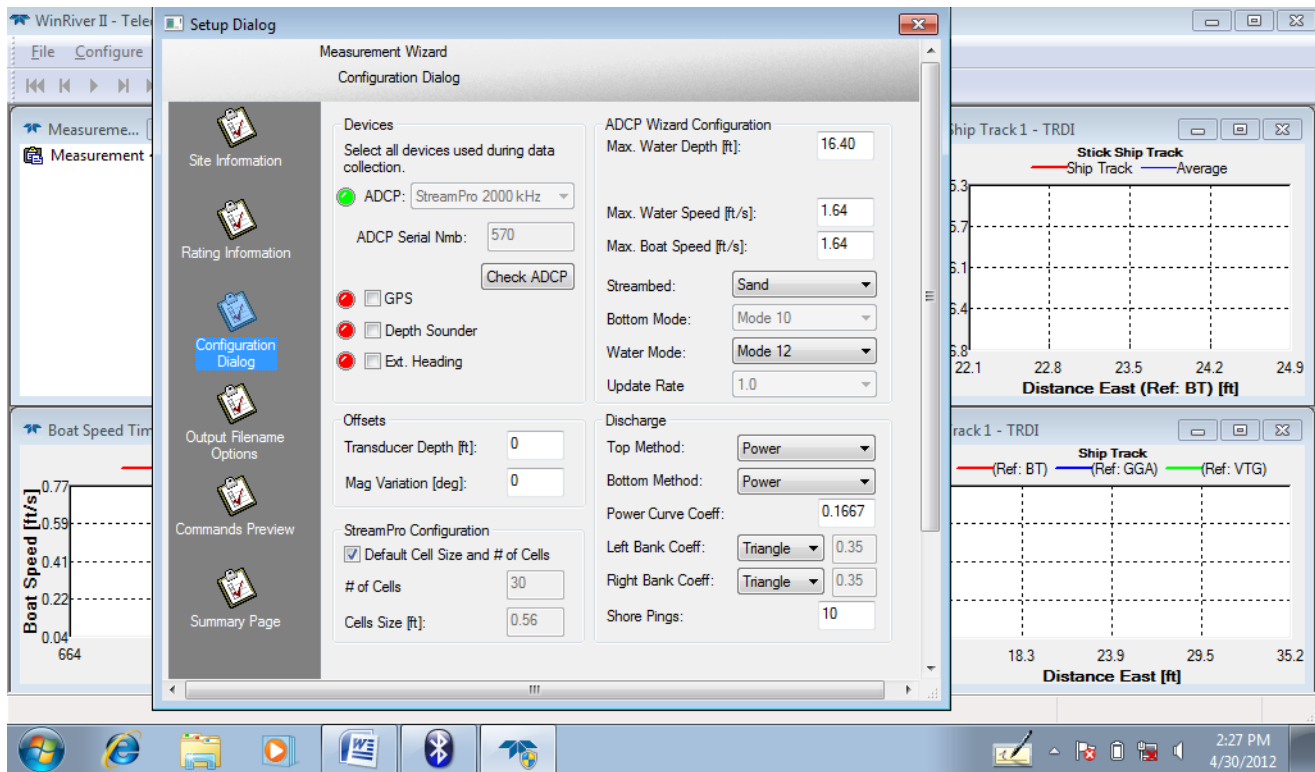 WinRiver II - Tele
Setup Dialog
File Configure
Measurement Wizard
Configuration Dialog
Measureme...
Measurement
Site Information
Rating Information
Configuration
Dialog
Output Filename
Options
Commands Preview
Summary Page
Devices
Select all devices used during data
collection.
ADCP: StreamPro 2000 kHz
ADCP Serial Nmb: 570
Check ADCP
GPS
Depth Sounder
Ext. Heading
Offsets
Transducer Depth [ft]: 0
Mag Variation [deg]: 0
StreamPro Configuration
Default Cell Size and # of Cells
# of Cells 30
Cells Size [ft]: 0.56
ADCP Wizard Configuration
Max. Water Depth [ft]: 16.40
Max. Water Speed [ft/s]: 1.64
Max. Boat Speed [ft/s]: 1.64
Streambed: Sand
Bottom Mode: Mode 10
Water Mode: Mode 12
Update Rate 1.0
Discharge
Top Method: Power
Bottom Method: Power
Power Curve Coeff: 0.1667
Left Bank Coeff: Triangle 0.35
Right Bank Coeff: Triangle 0.35
Shore Pings: 10
Ship Track 1 - TRDI
Stick Ship Track
Ship Track Average
5.3
5.7
6.1
6.4
6.8
22.1 22.8 23.5 24.2 24.9
Distance East (Ref: BT) [ft]
Boat Speed Tim
0.77
0.59
0.41
0.22
0.04
Boat Speed [ft/s]
664
rack 1 - TRDI
Ship Track
(Ref: BT) (Ref: GGA) (Ref: VTG)
18.3 23.9 29.5 35.2
Distance East [ft]
2:27 PM
4/30/2012